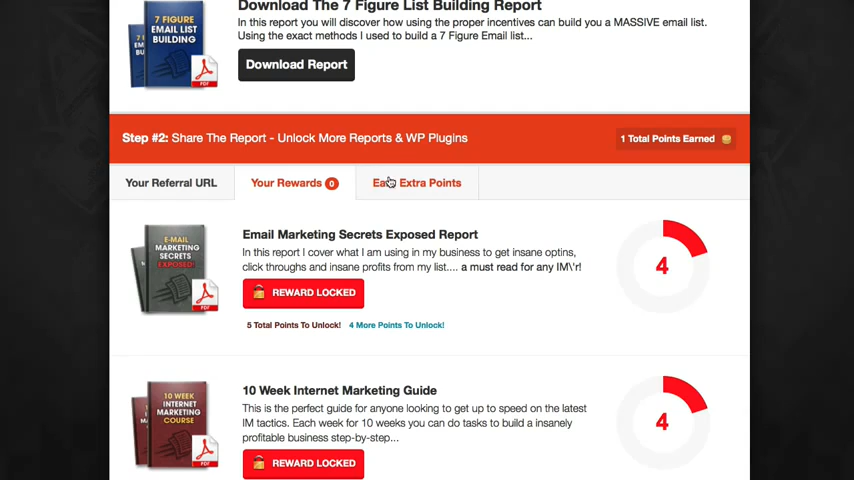 Download The 7 Figure List Building Report
In this report you will discover how using the proper incentives can build you a MASSIVE email list.
Using the exact methods I used to build a 7 Figure Email list...
7 FIGURE
EMAIL LIST
BUILDING
PDF
Download Report
Step #2: Share The Report - Unlock More Reports & WP Plugins
1 Total Points Earned
Your Referral URL
Your Rewards 0
Extra Points
Email Marketing Secrets Exposed Report
E-MAIL
MARKETING
SECRETS
EXPOSED
PDF
In this report I cover what I am using in my business to get insane optins,
click throughs and insane profits from my list.... a must read for any IM\'r!
REWARD LOCKED
4
5 Total Points To Unlock! 4 More Points To Unlock!
10 Week Internet Marketing Guide
10 WEEK
INTERNET
MARKETING
COURSE
PDF
This is the perfect guide for anyone looking to get up to speed on the latest
IM tactics. Each week for 10 weeks you can do tasks to build a insanely
profitable business step-by-step...
REWARD LOCKED
4